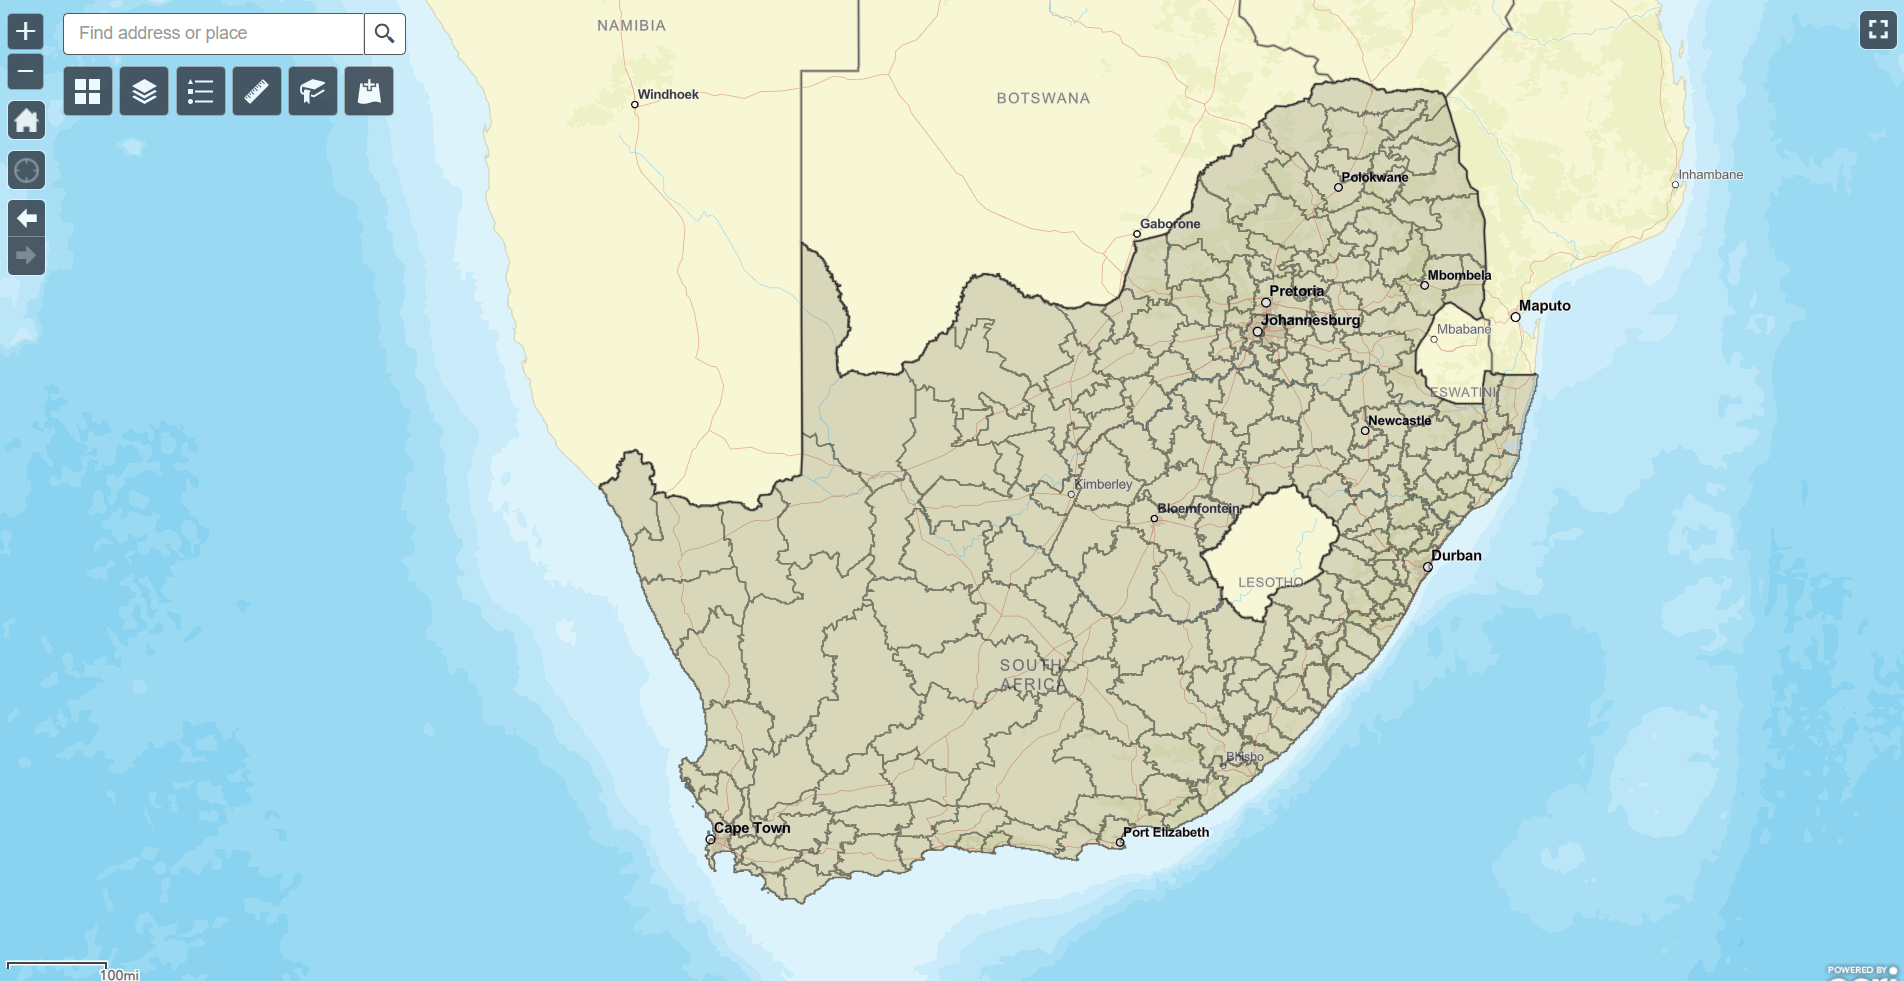 Find address or place
NAMIBIA
Windhoek
BOTSWANA
Polokwane
Inhambane
Gaborone
Mbombela
Pretoria
Maputo
Johannesburg
Mbabane
ESWATINI
Newcastle
Kimberley
Bloemfontein
Durban
LESOTHO
SOUTH
AFRICA
Bhisho
Cape Town
Port Elizabeth
100mi
POWERED BY
esri